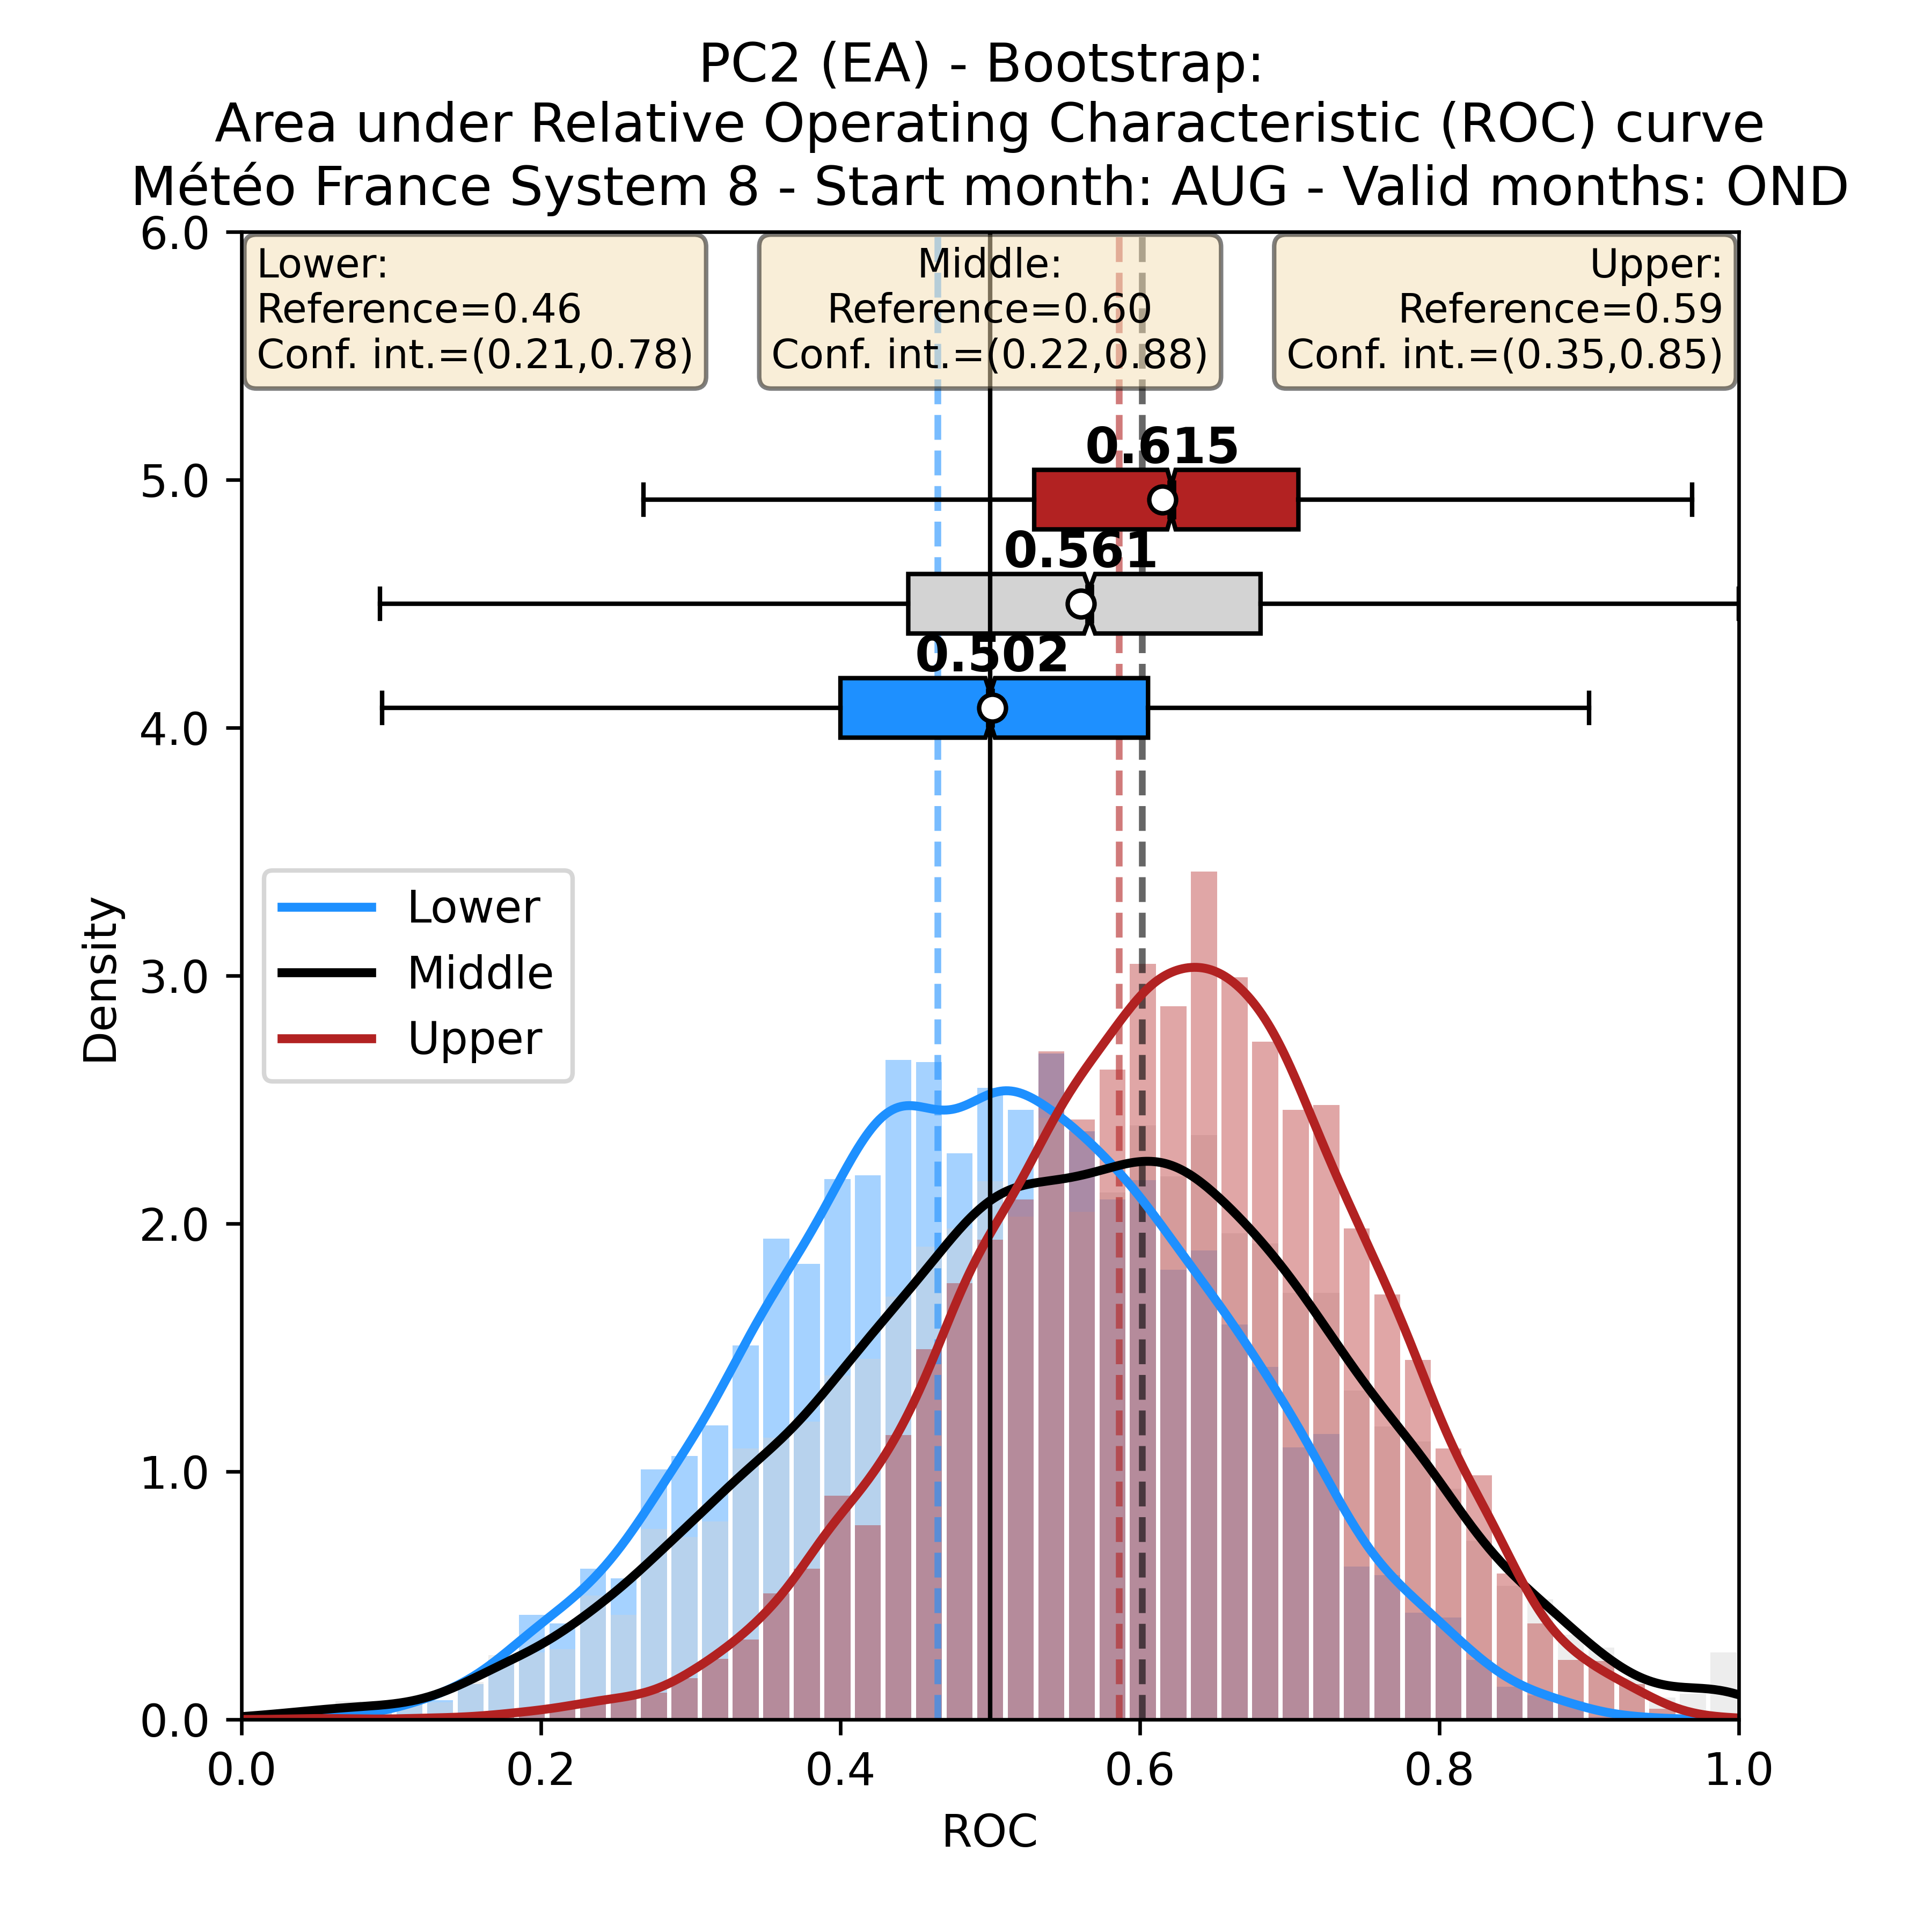 PC2 (EA) - Bootstrap:
Area under Relative Operating Characteristic (ROC) curve
Météo France System 8 - Start month: AUG - Valid months: OND
Lower:
Reference=0.46
Conf. int.=(0.21,0.78)
Middle:
Reference=0.60
Conf. int.=(0.22,0.88)
Upper:
Reference=0.59
Conf. int.=(0.35,0.85)
0.615
0.561
0.502
Lower
Middle
Upper
Density
6.0
5.0
4.0
3.0
2.0
1.0
0.0
0.0 0.2 0.4 0.6 0.8 1.0
ROC